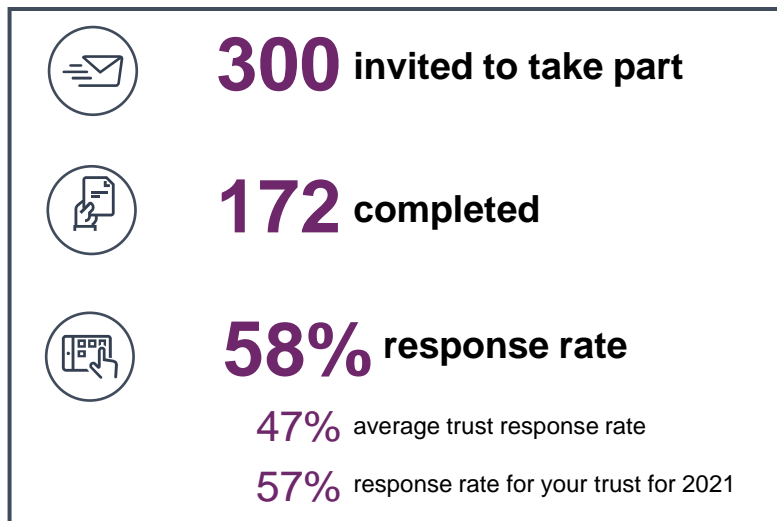 300 invited to take part
172 completed
58% response rate
47% average trust response rate
57% response rate for your trust for 2021